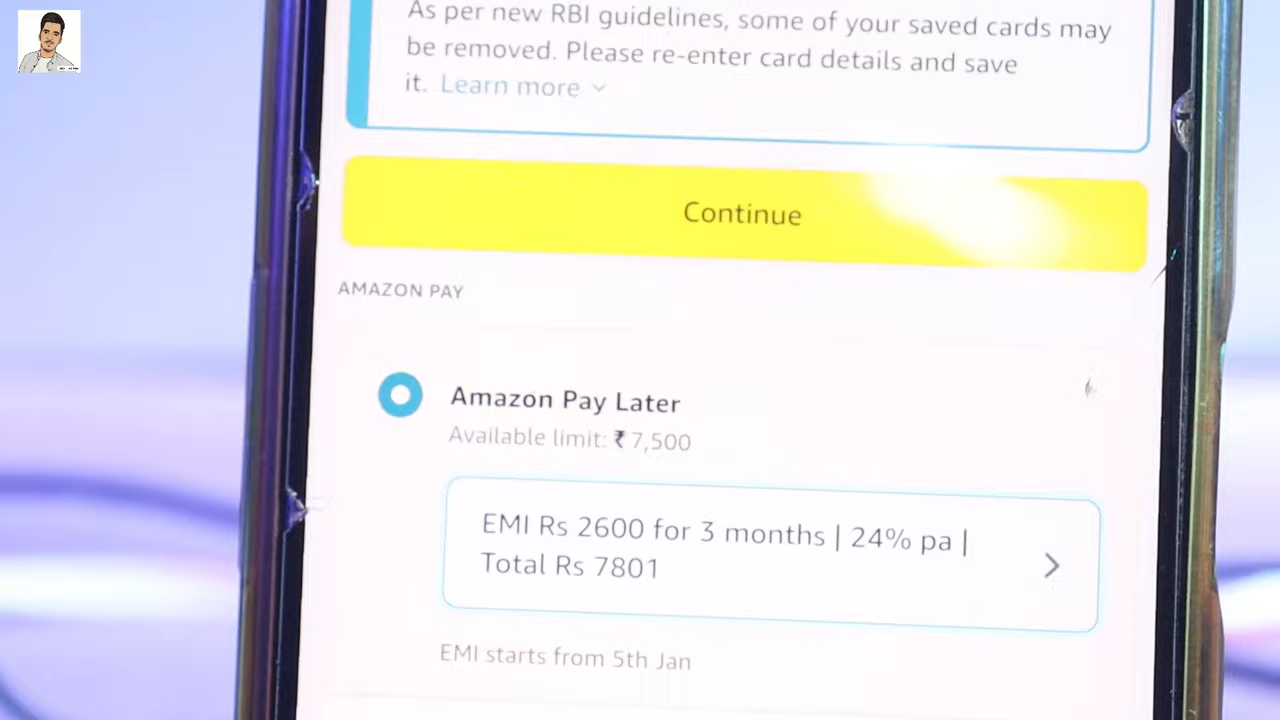 As per new RBI guidelines, some of your saved cards may
be removed. Please re-enter card details and save
it. Learn more
Continue
AMAZON PAY
Amazon Pay Later
Available limit: ₹ 7,500
EMI Rs 2600 for 3 months | 24% pa |
Total Rs 7801
EMI starts from 5th Jan